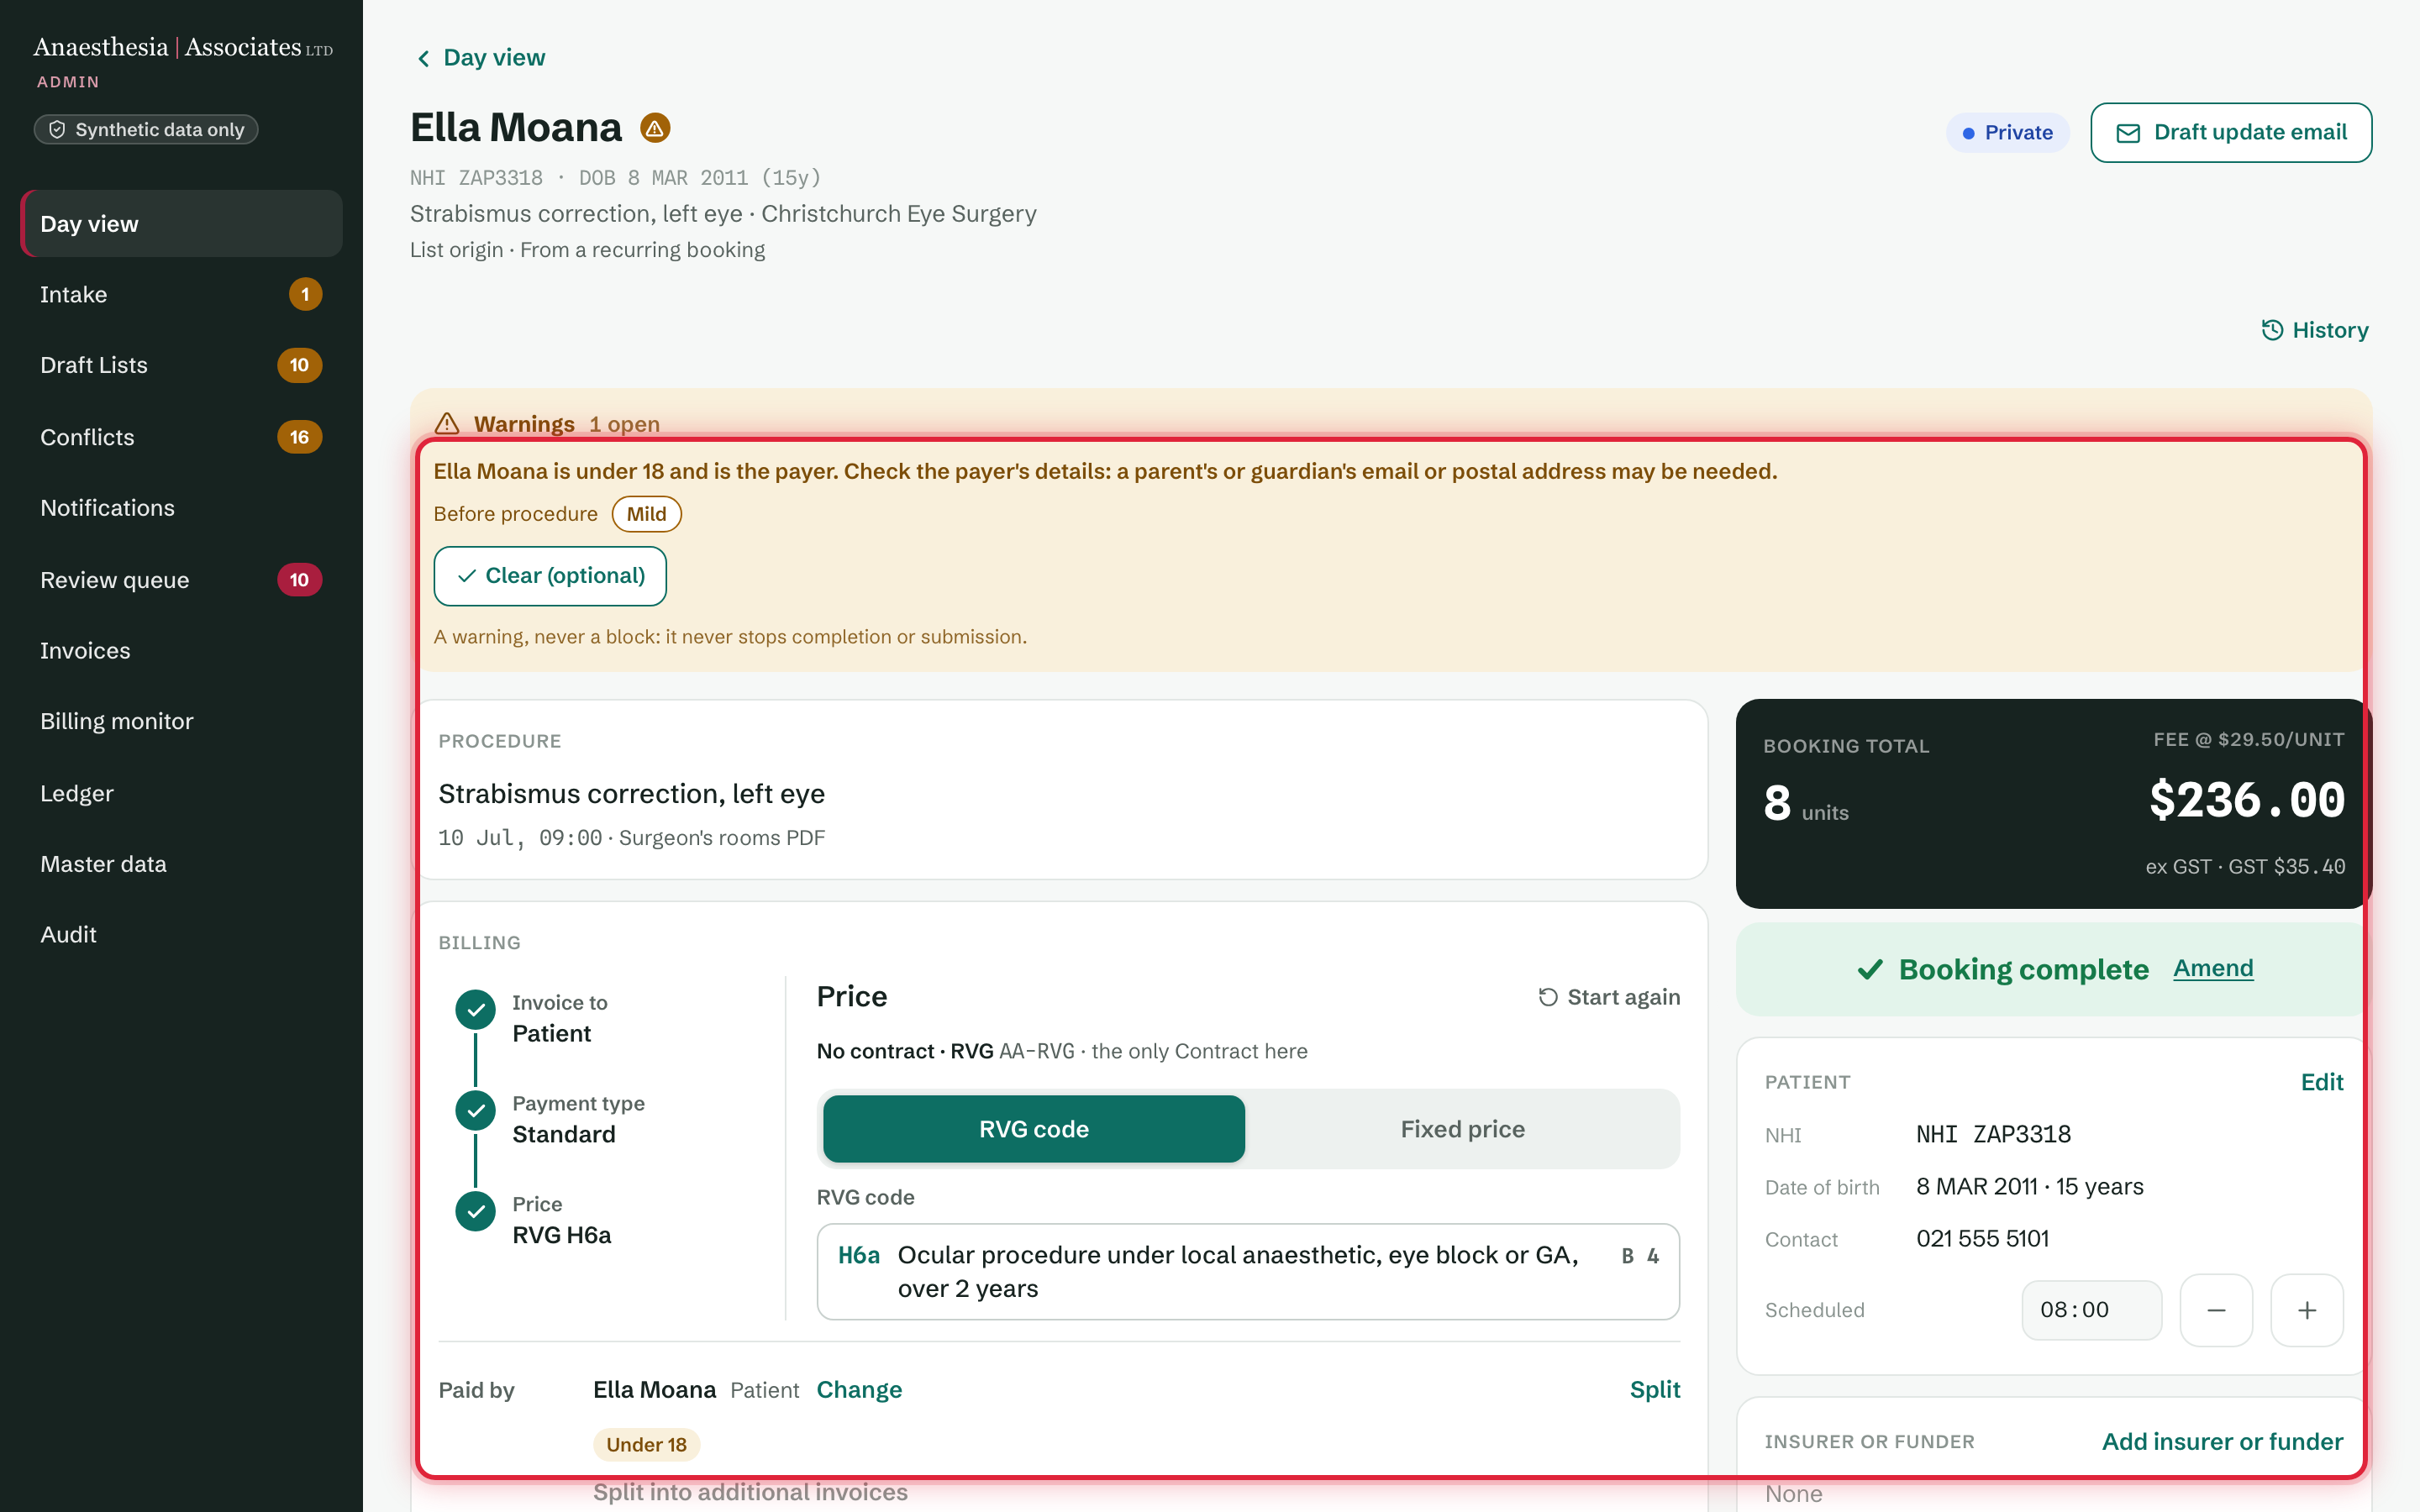 Anaesthesia | Associates LTD
ADMIN
Synthetic data only
Day view
Intake 1
Draft Lists 10
Conflicts 16
Notifications
Review queue 10
Invoices
Billing monitor
Ledger
Master data
Audit
Day view
Ella Moana
Private
Draft update email
NHI ZAP3318 · DOB 8 MAR 2011 (15y)
Strabismus correction, left eye · Christchurch Eye Surgery
List origin · From a recurring booking
History
Warnings 1 open
Ella Moana is under 18 and is the payer. Check the payer's details: a parent's or guardian's email or postal address may be needed.
Before procedure Mild
Clear (optional)
A warning, never a block: it never stops completion or submission.
PROCEDURE
Strabismus correction, left eye
10 Jul, 09:00 · Surgeon's rooms PDF
BILLING
Invoice to
Patient
Payment type
Standard
Price
RVG H6a
Price
Start again
No contract · RVG AA-RVG · the only Contract here
RVG code
Fixed price
RVG code
H6a Ocular procedure under local anaesthetic, eye block or GA, B 4
over 2 years
Paid by Ella Moana Patient Change Split
Under 18
Split into additional invoices
BOOKING TOTAL
FEE @ $29.50/UNIT
8 units
$236.00
ex GST · GST $35.40
Booking complete Amend
PATIENT Edit
NHI NHI ZAP3318
Date of birth 8 MAR 2011 · 15 years
Contact 021 555 5101
Scheduled 08:00 − +
INSURER OR FUNDER Add insurer or funder
None